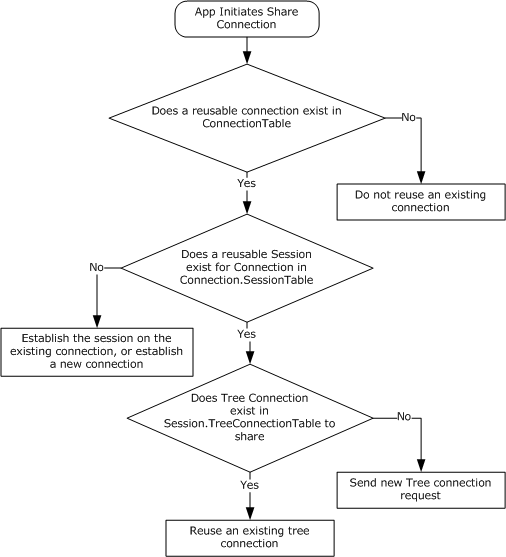 App Initiates Share
Connection
Does a reusable connection exist in
ConnectionTable
No
Yes
Do not reuse an existing
connection
Does a reusable Session
exist for Connection in
Connection.SessionTable
No
Yes
Establish the session on the
existing connection, or establish
a new connection
Does Tree Connection
exist in
Session.TreeConnectionTable to
share
No
Yes
Send new Tree connection
request
Reuse an existing tree
connection